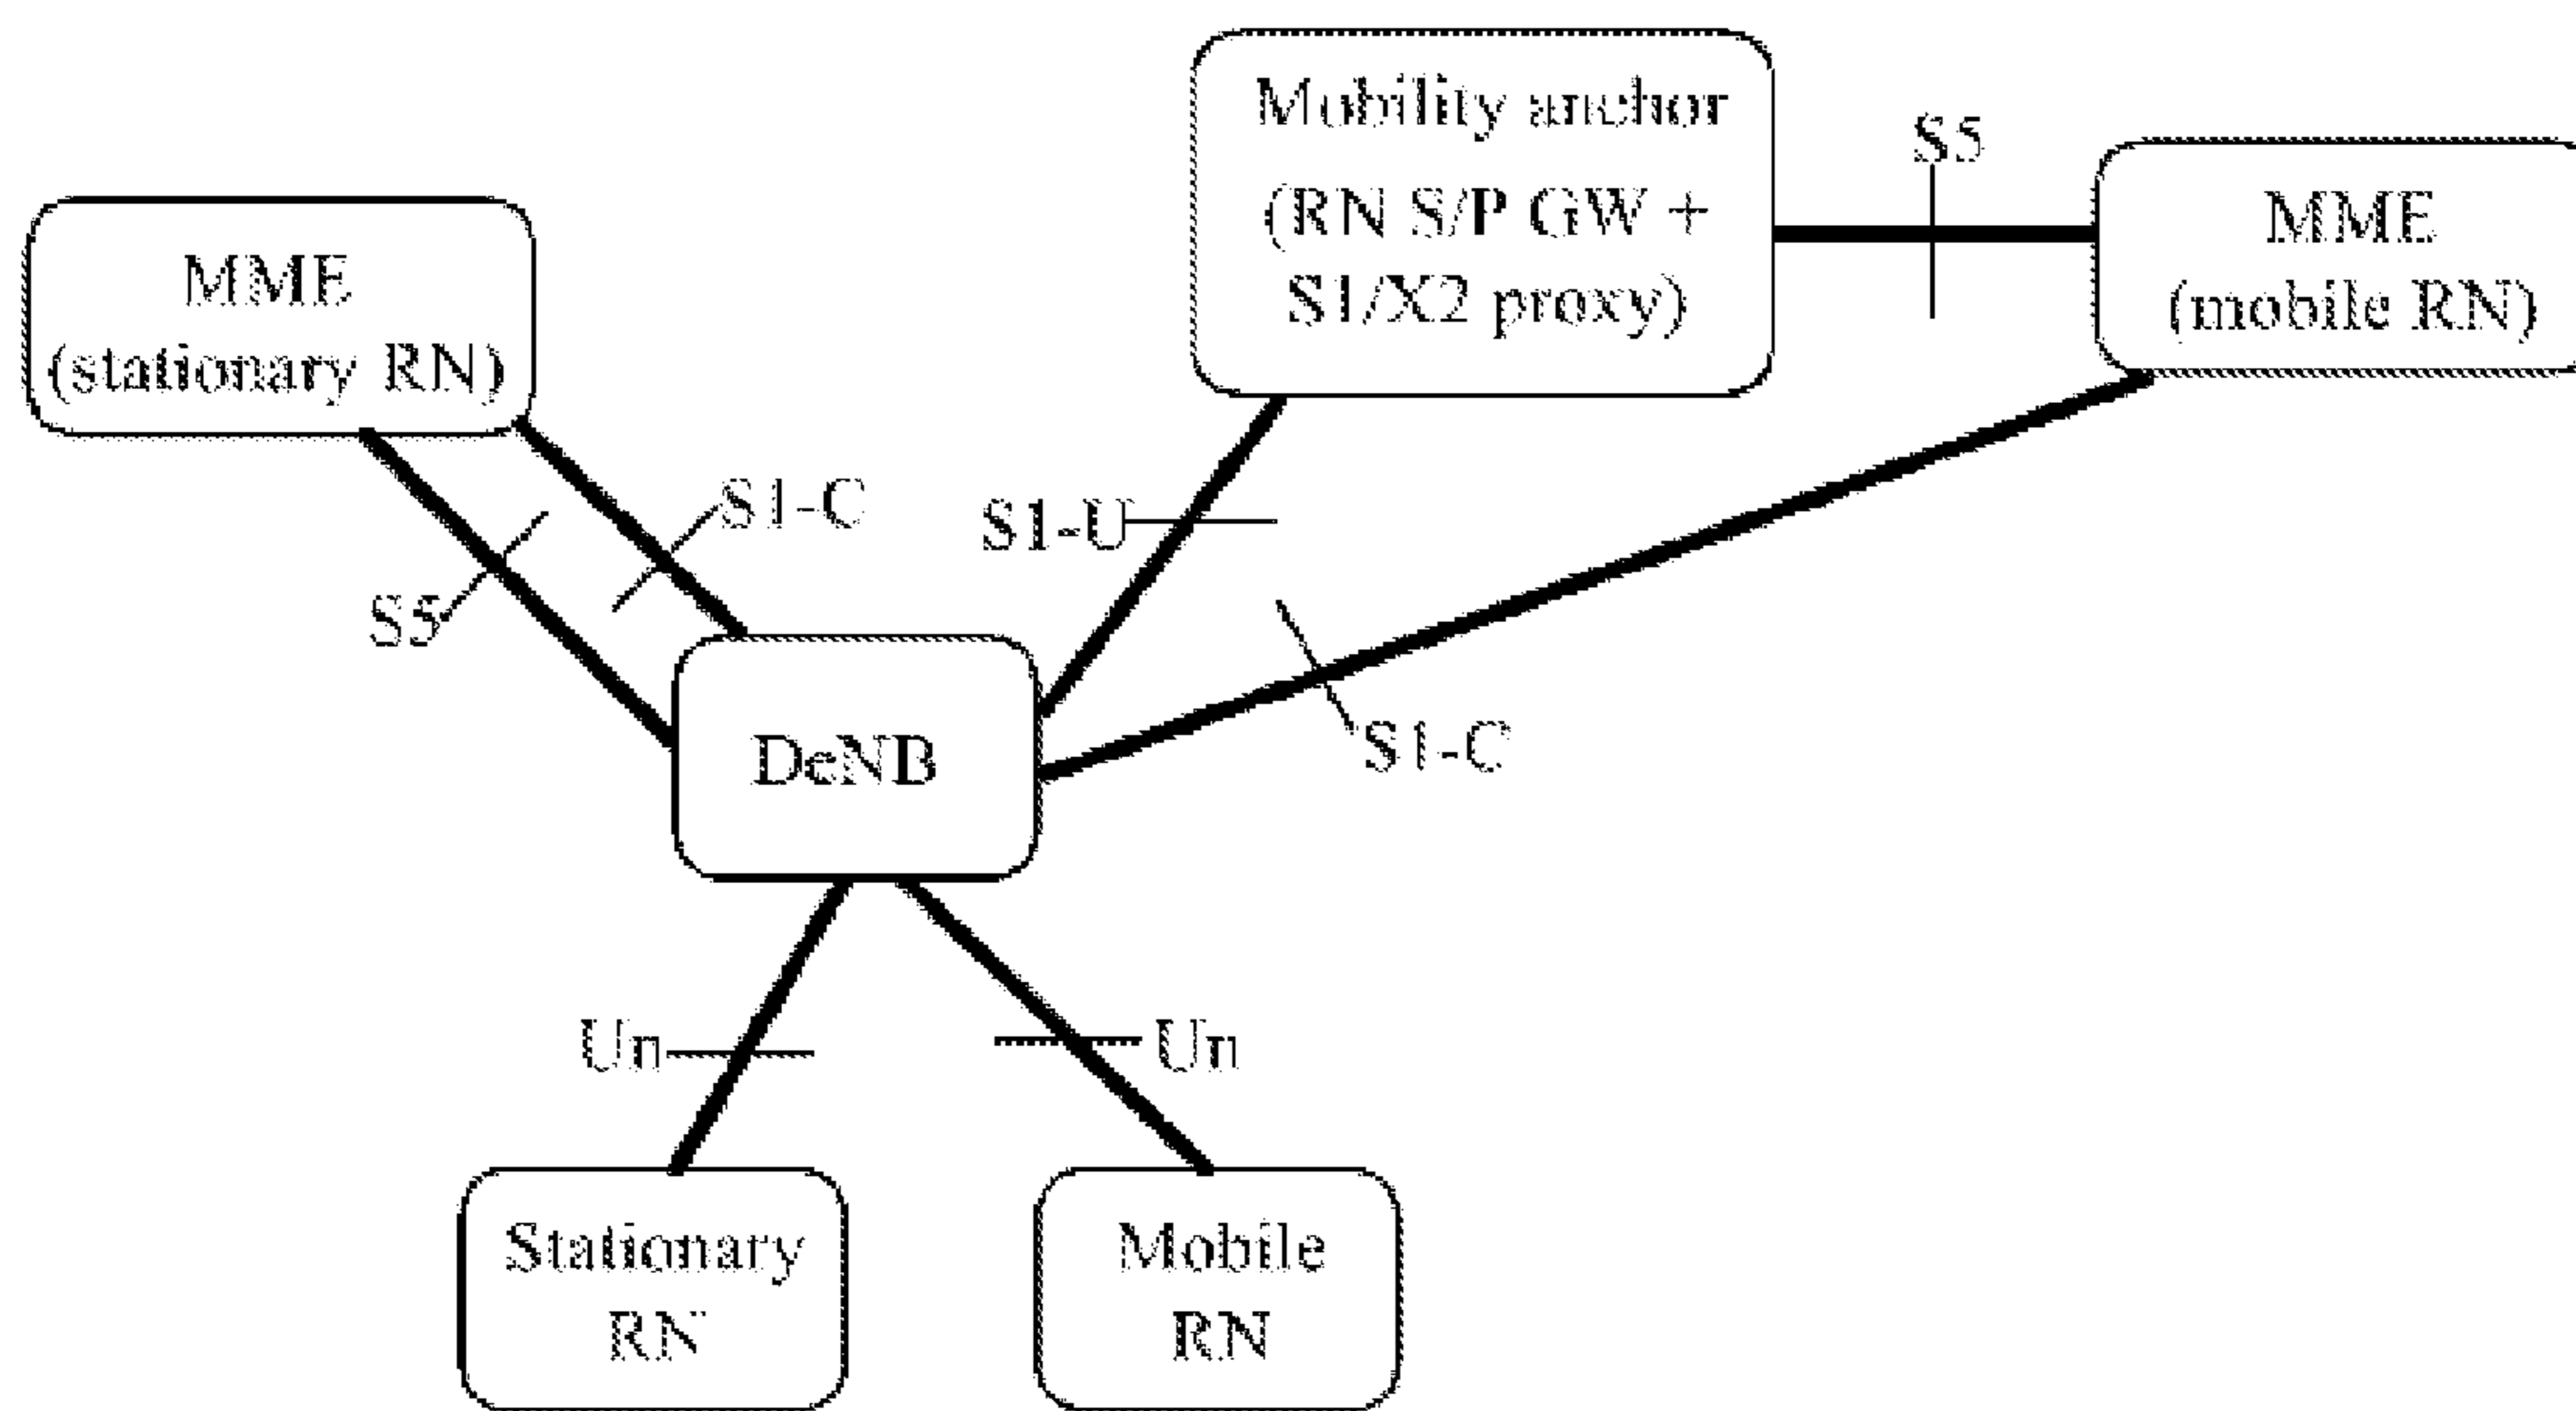 Mobility anchor
(RN S/P GW +
S1/X2 proxy)
S5
MME
(mobile RN)
MME
(stationary RN)
S1-C
S5
S1-U
S1-C
DeNB
Un
Un
Stationary
RN
Mobile
RN